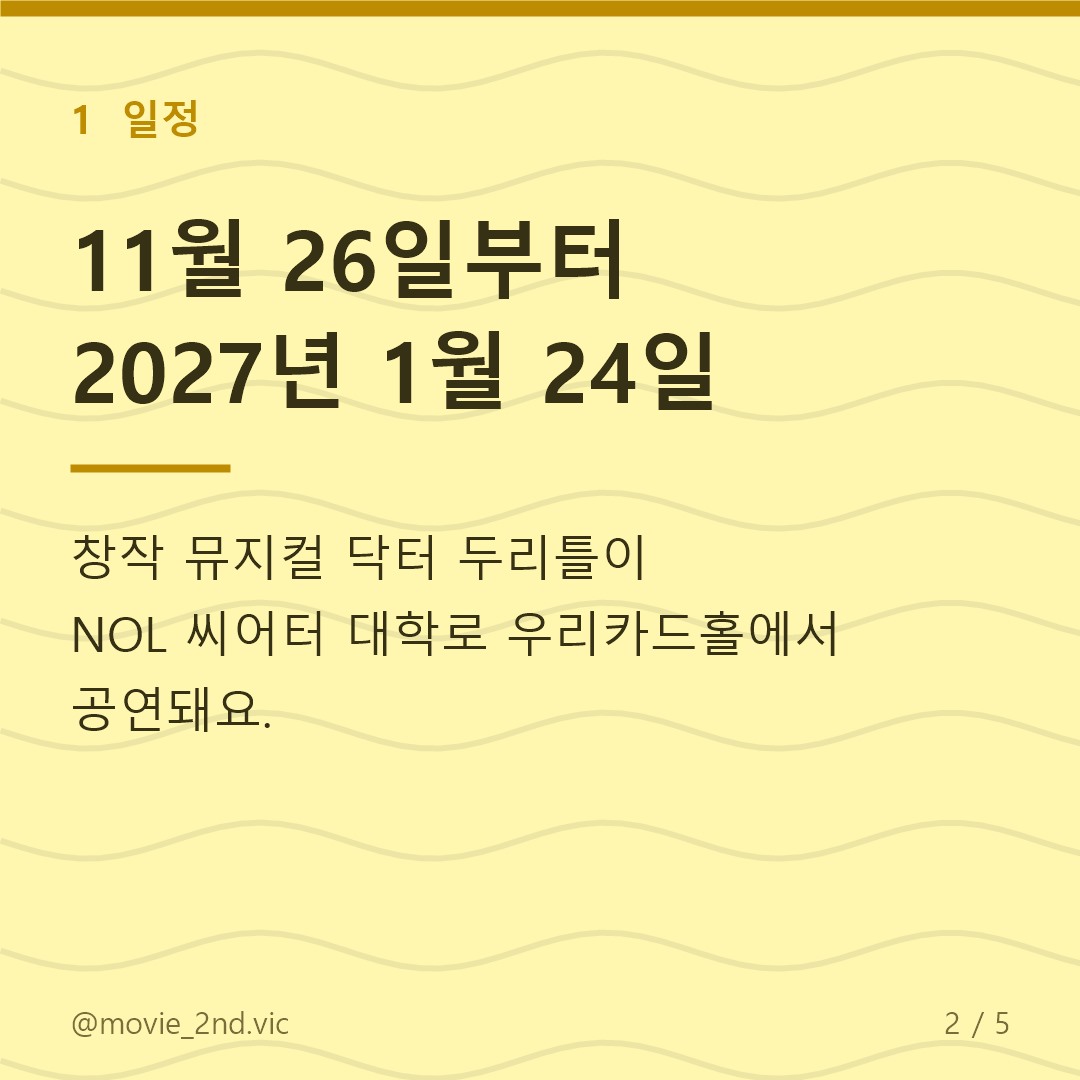 1 일정
11월 26일부터
2027년 1월 24일
창작 뮤지컬 닥터 두리틀이
NOL 씨어터 대학로 우리카드홀에서
공연돼요.
@movie_2nd.vic
2 / 5